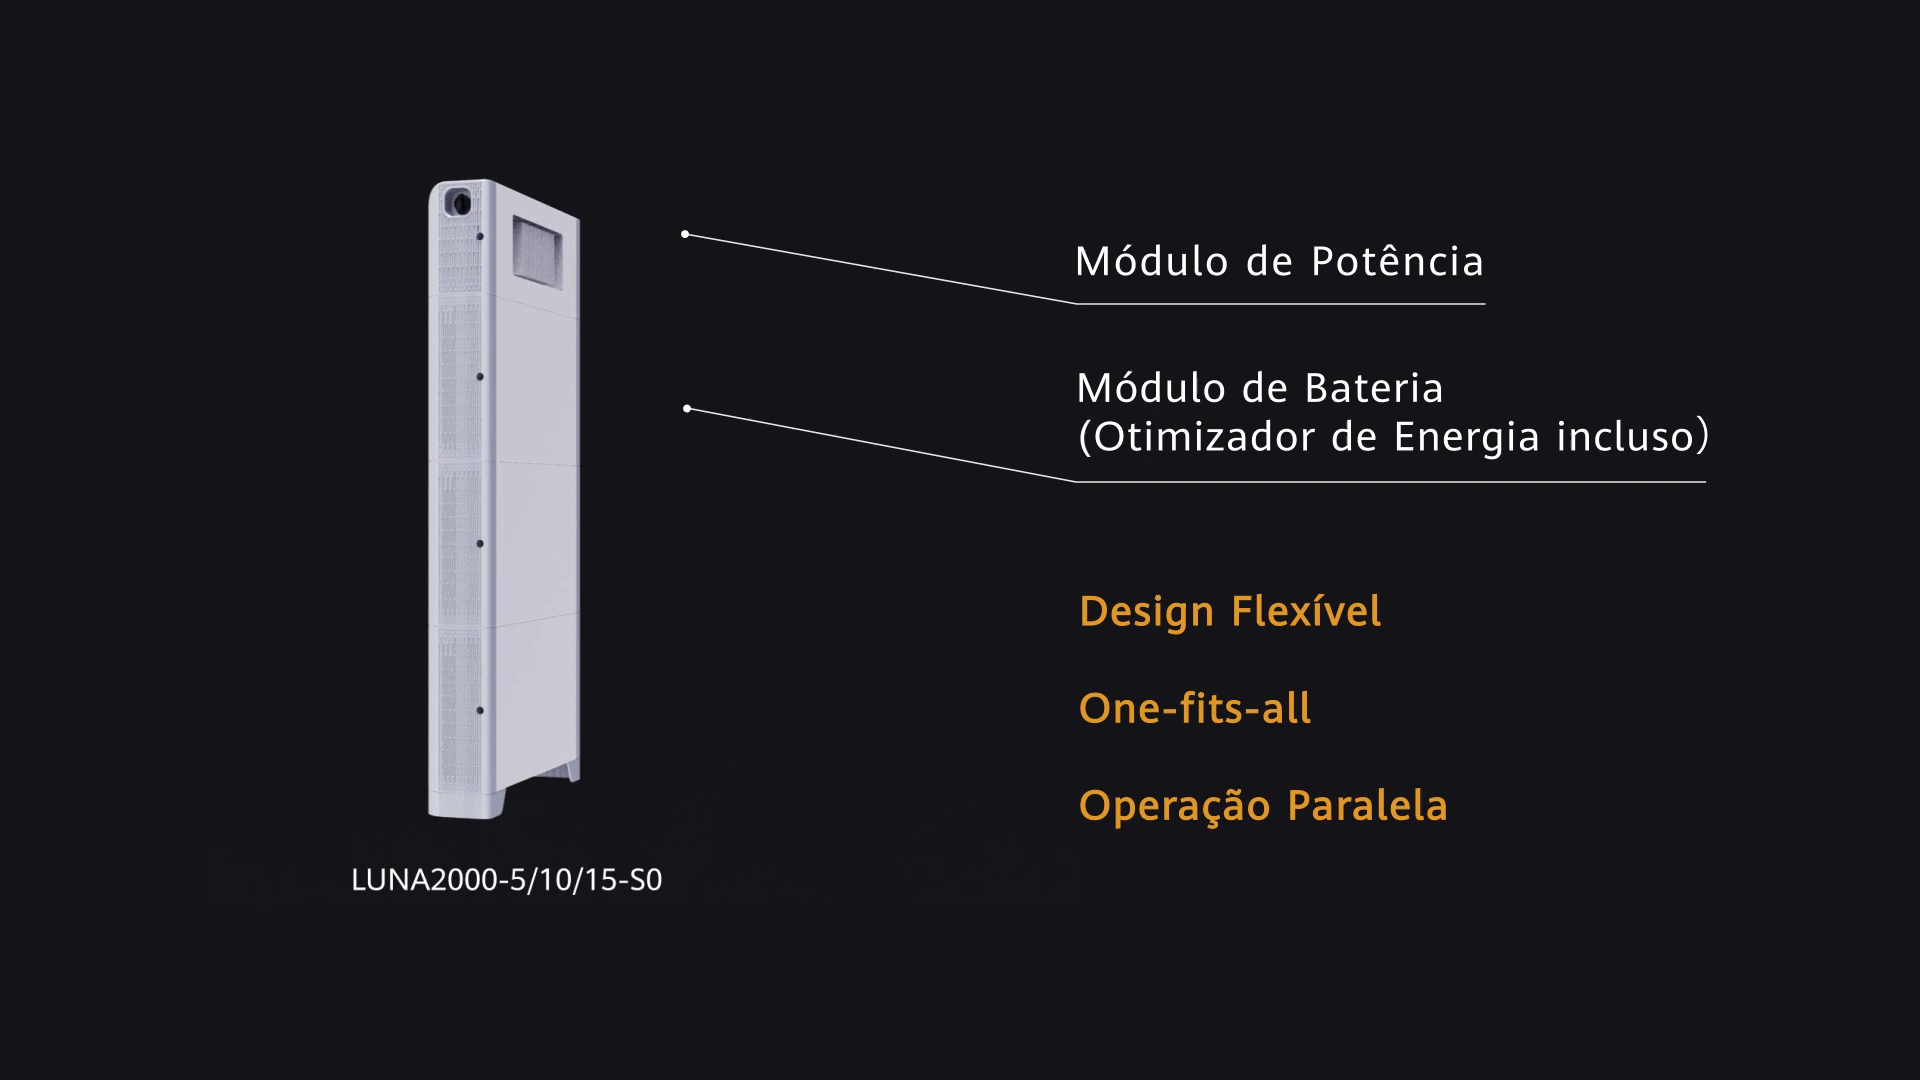 Módulo de Potência
Módulo de Bateria
(Otimizador de Energia incluso)
Design Flexível
One-fits-all
Operação Paralela
LUNA2000-5/10/15-S0